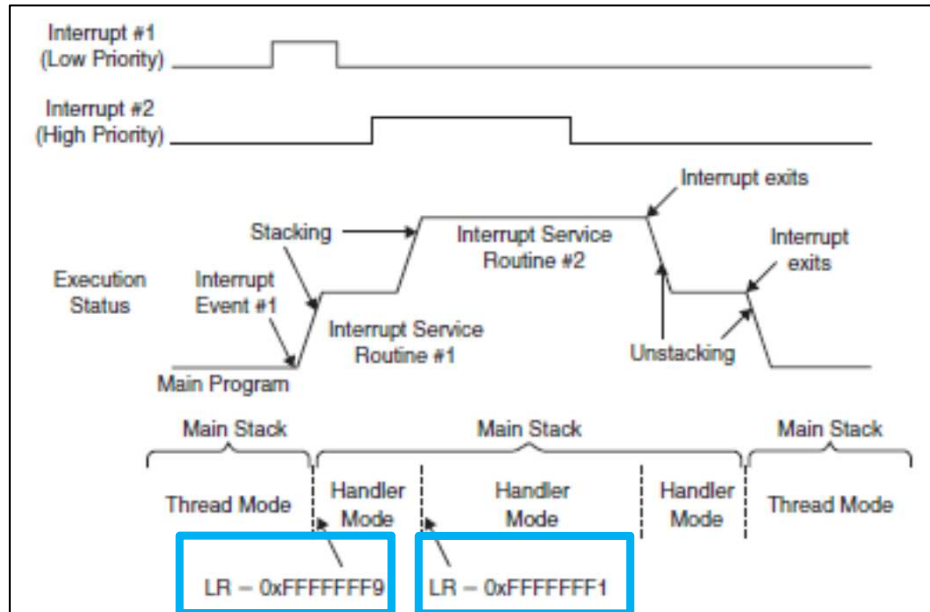 Interrupt #1
(Low Priority)
Interrupt #2
(High Priority)
Interrupt exits
Stacking
Interrupt Service
Routine #2
Interrupt
exits
Execution
Status
Interrupt
Event #1
Interrupt Service
Routine #1
Unstacking
Main Program
Main Stack
Main Stack
Main Stack
Thread Mode
Handler
Mode
Handler
Mode
Handler
Mode
Thread Mode
LR – 0xFFFFFFF9
LR – 0xFFFFFFF1